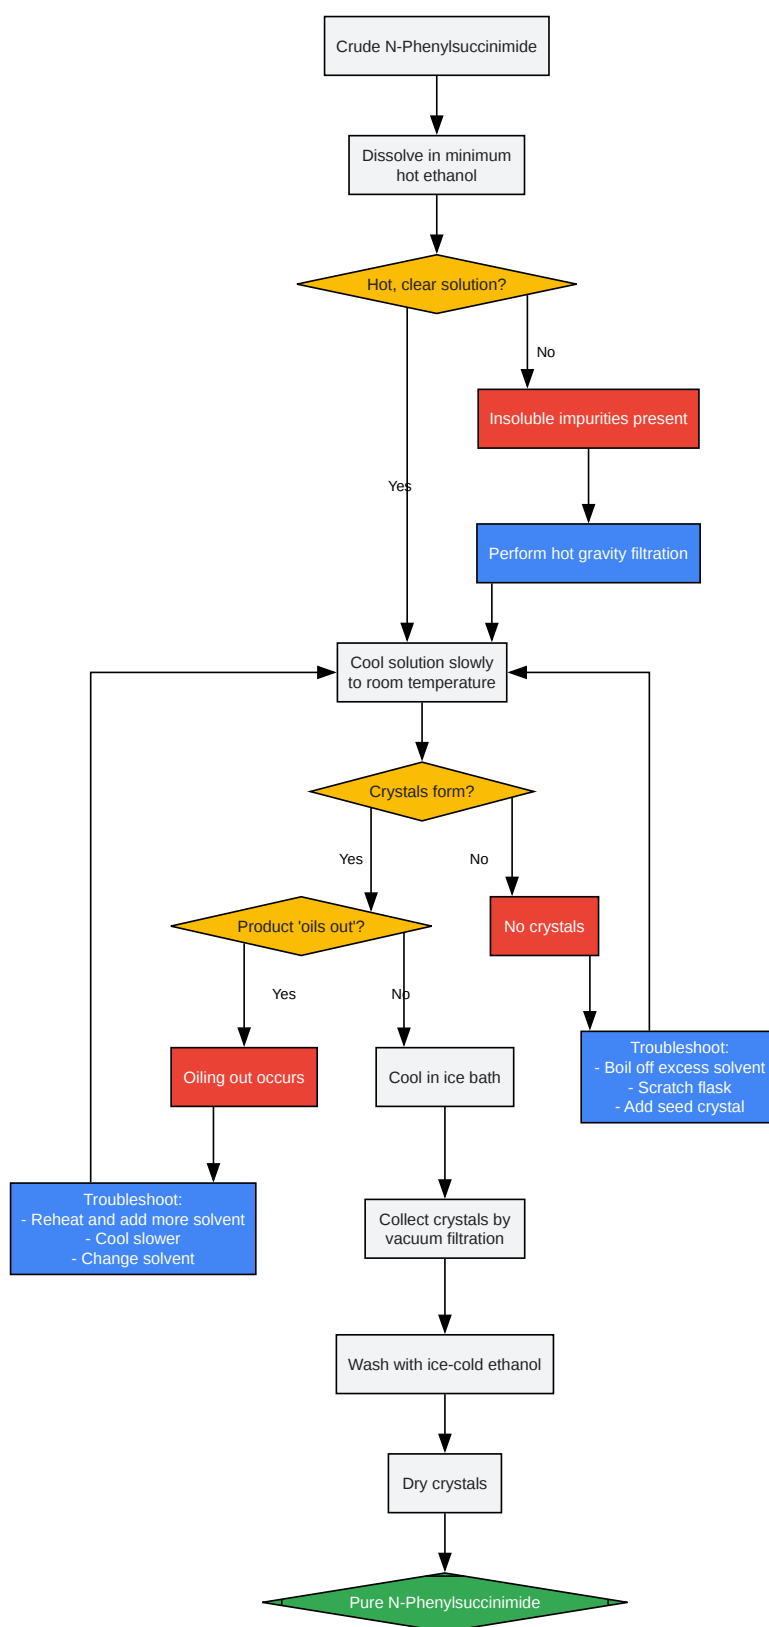 Crude N-Phenylsuccinimide
Dissolve in minimum
hot ethanol
Hot, clear solution?
No
Insoluble impurities present
Yes
Perform hot gravity filtration
Cool solution slowly
to room temperature
Crystals form?
Yes
No
Product 'oils out'?
No crystals
Yes
No
Oiling out occurs
Cool in ice bath
Troubleshoot:
- Boil off excess solvent
- Scratch flask
- Add seed crystal
Troubleshoot:
- Reheat and add more solvent
- Cool slower
- Change solvent
Collect crystals by
vacuum filtration
Wash with ice-cold ethanol
Dry crystals
Pure N-Phenylsuccinimide